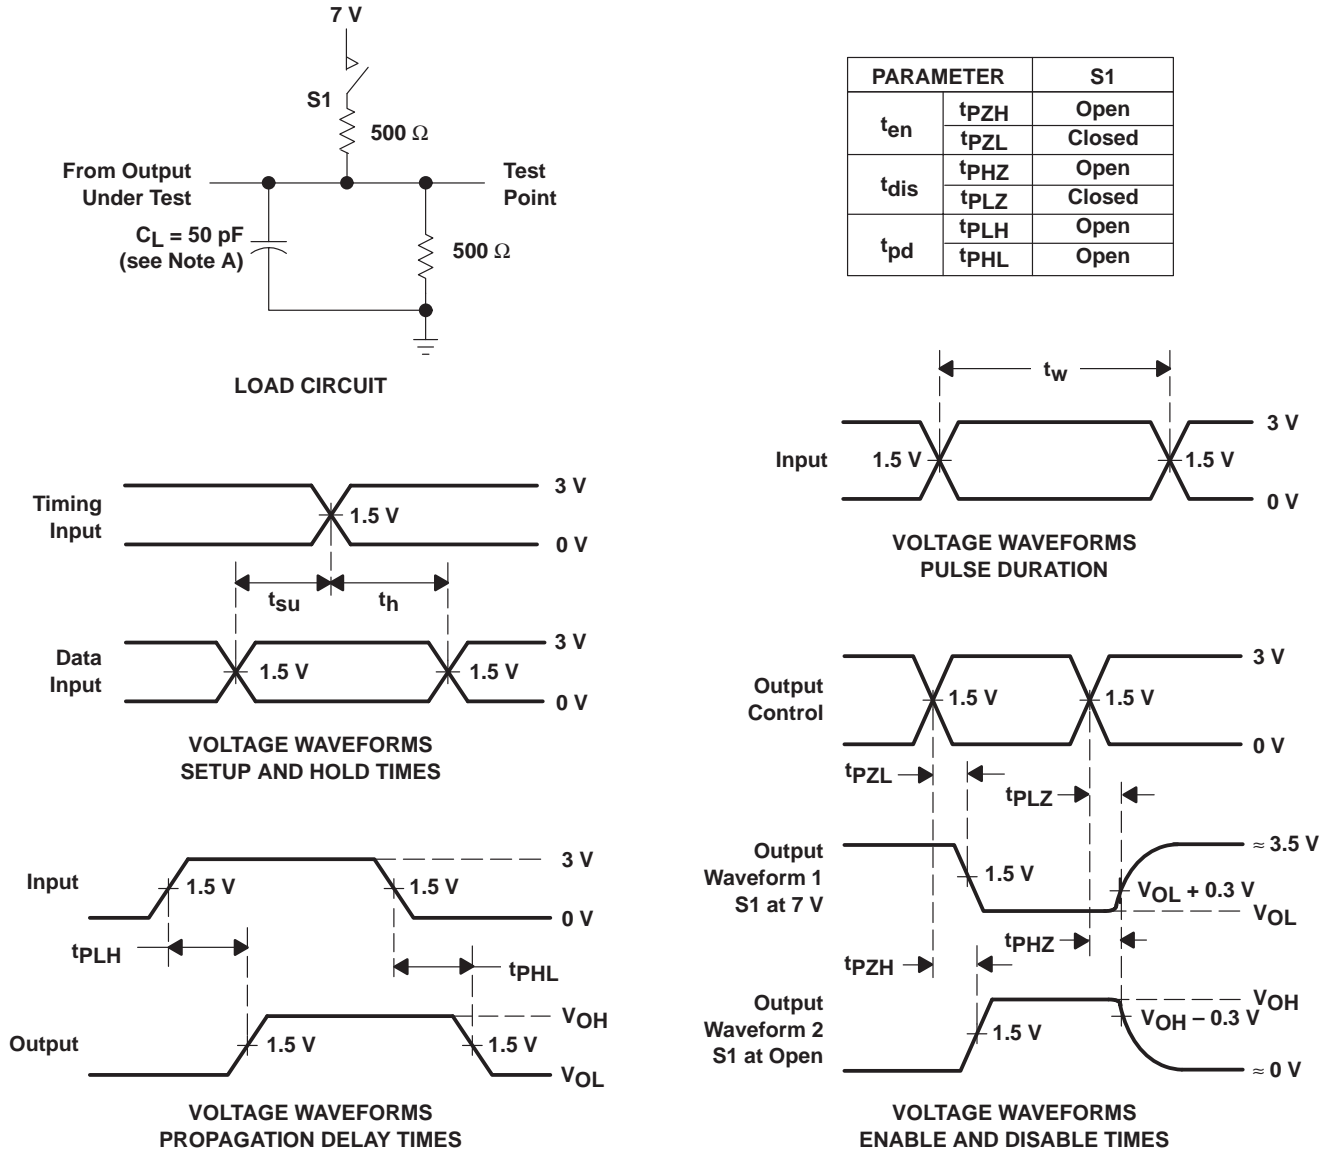 7 V
S1
500 Ω
From Output
Under Test
Test
Point
CL = 50 pF
(see Note A)
500 Ω
LOAD CIRCUIT
PARAMETER S1
ten tPZH Open
tPZL Closed
tdis tPHZ Open
tPLZ Closed
tpd tPLH Open
tPHL Open
tw
Input 1.5 V 1.5 V
3 V
0 V
VOLTAGE WAVEFORMS
PULSE DURATION
Timing
Input
1.5 V
3 V
0 V
tsu th
Data
Input
1.5 V 1.5 V
3 V
0 V
VOLTAGE WAVEFORMS
SETUP AND HOLD TIMES
Output
Control
1.5 V 1.5 V
3 V
0 V
tPZL
tPLZ
Output
Waveform 1
S1 at 7 V
1.5 V
≈ 3.5 V
VOL + 0.3 V
VOL
tPHZ
tPZH
Output
Waveform 2
S1 at Open
1.5 V
VOH
VOH – 0.3 V
≈ 0 V
VOLTAGE WAVEFORMS
ENABLE AND DISABLE TIMES
Input
1.5 V 1.5 V
3 V
0 V
tPLH
tPHL
Output
1.5 V 1.5 V
VOH
VOL
VOLTAGE WAVEFORMS
PROPAGATION DELAY TIMES